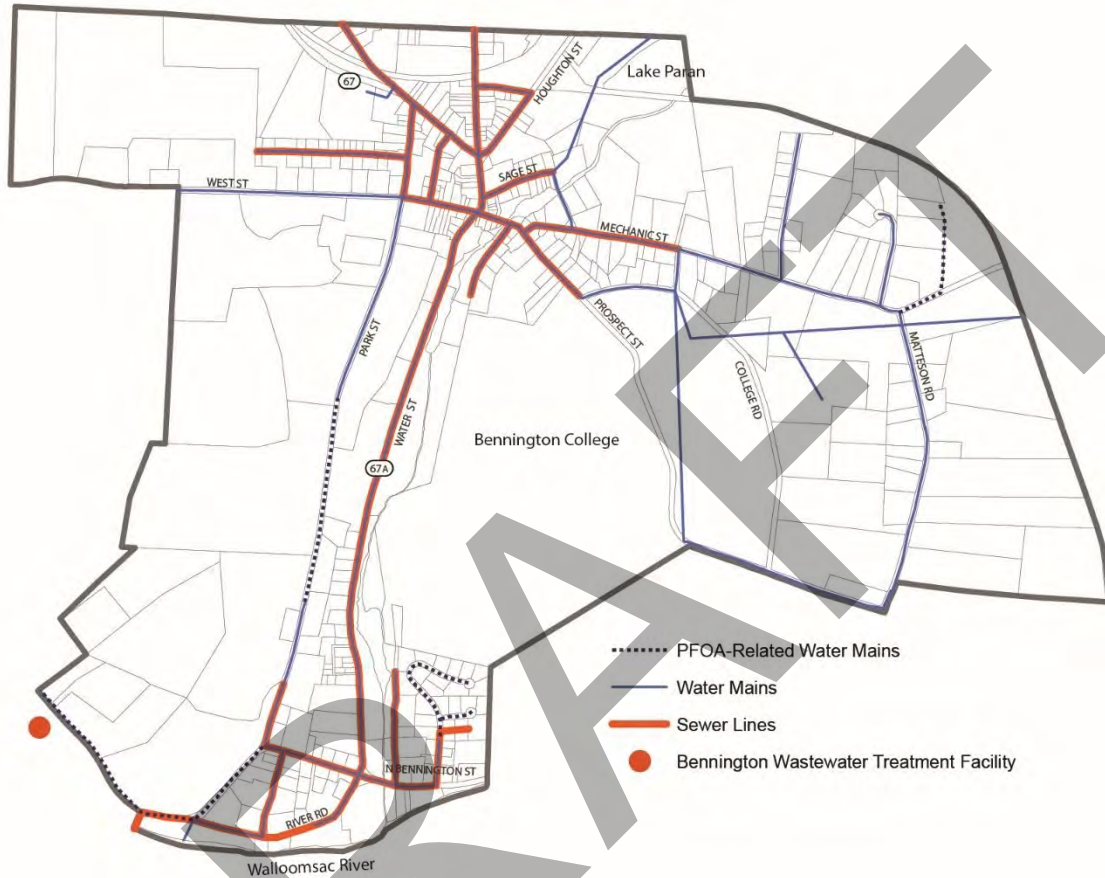 HOUGHTON ST
Lake Paran
67
SAGE ST
WEST ST
MECHANIC ST
PARK ST
PROSPECT ST
MATTESON RD
COLLEGE RD
WATER ST
Bennington College
67A
PFOA-Related Water Mains
Water Mains
Sewer Lines
Bennington Wastewater Treatment Facility
N BENNINGTON ST
RIVER RD
Walloomsac River
DRAFT